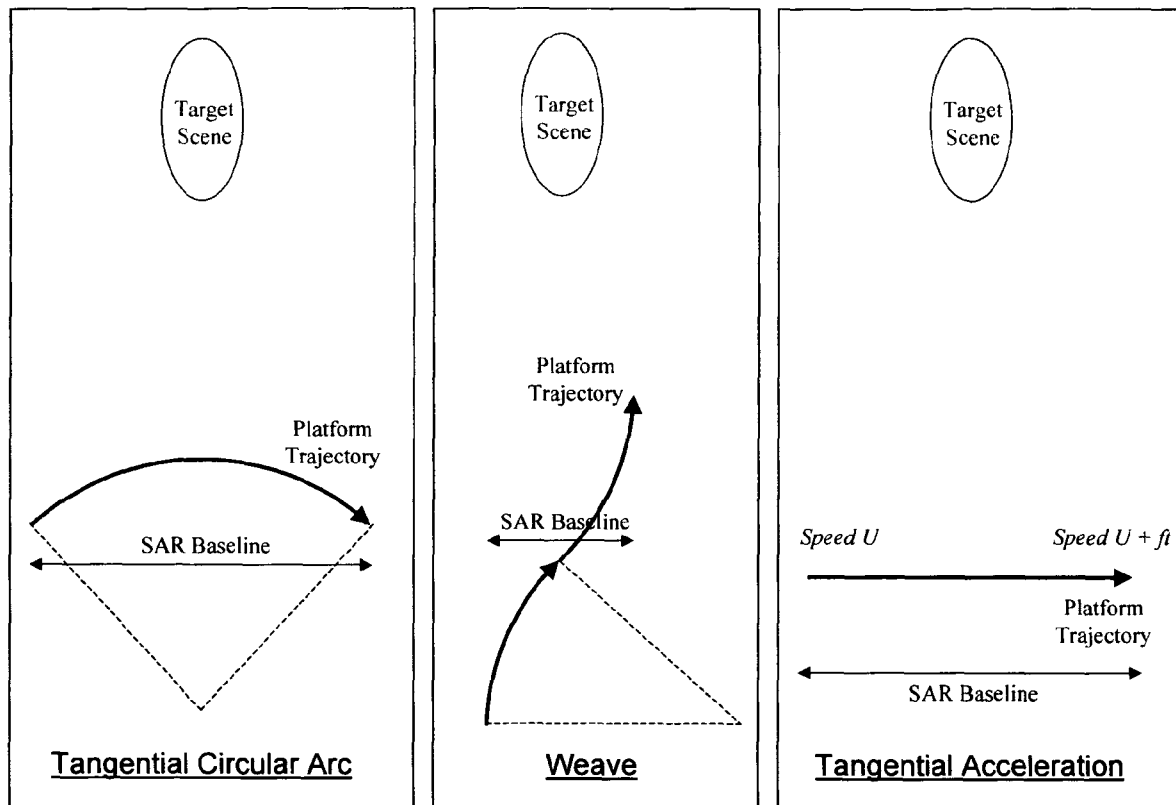 Target
Scene
Platform
Trajectory
SAR Baseline
Tangential Circular Arc
Target
Scene
Platform
Trajectory
SAR Baseline
Weave
Target
Scene
Speed U
Speed U + ft
Platform
Trajectory
SAR Baseline
Tangential Acceleration